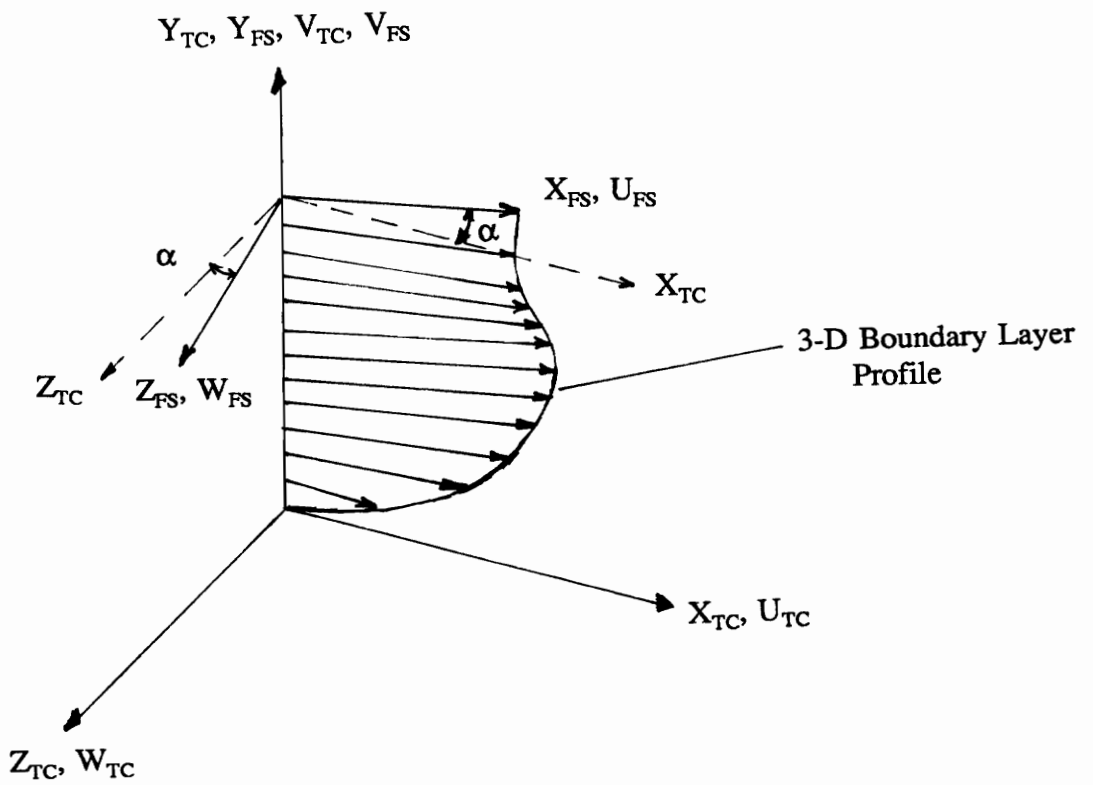 Y_TC, Y_FS, V_TC, V_FS
X_FS, U_FS
α
α
X_TC
3-D Boundary Layer
Profile
Z_TC
Z_FS, W_FS
X_TC, U_TC
Z_TC, W_TC